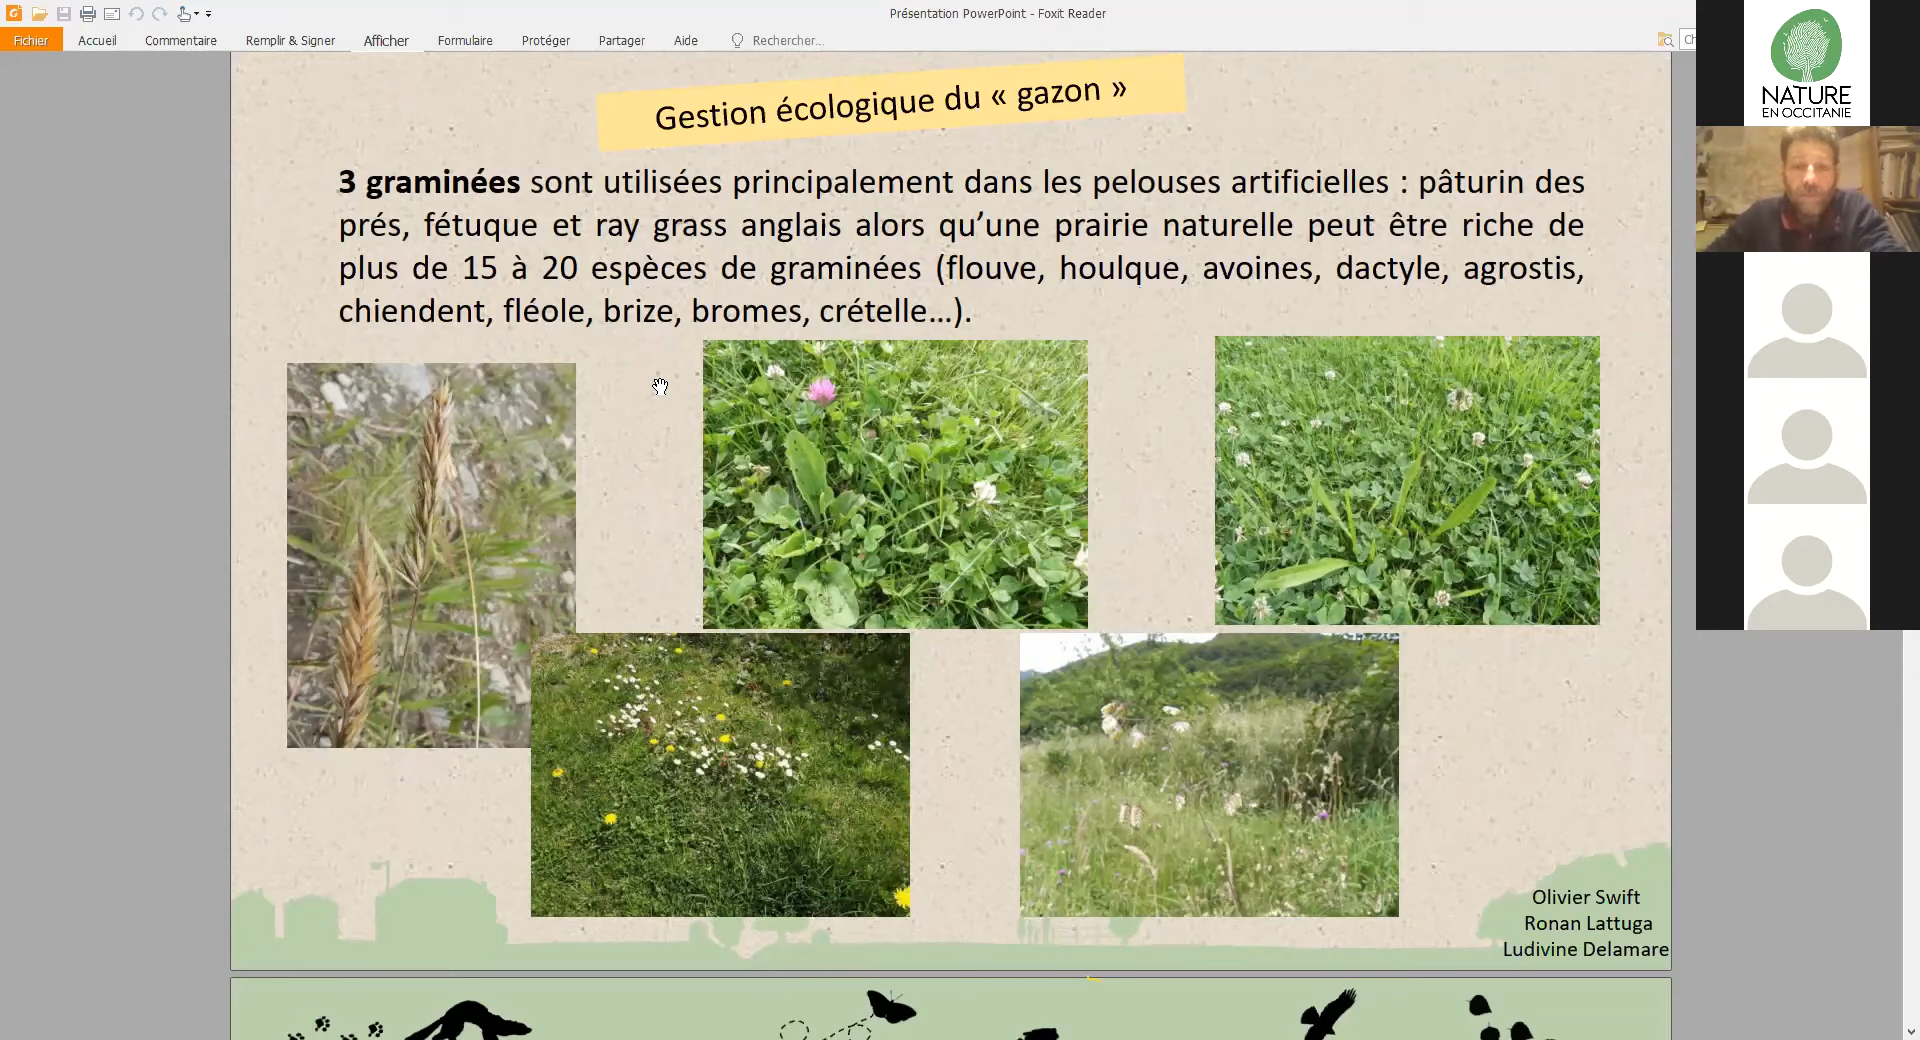 Présentation PowerPoint - Foxit Reader
Fichier Accueil Commentaire Remplir & Signer Afficher Formulaire Protéger Partager Aide Rechercher...
NATURE
EN OCCITANIE
Gestion écologique du « gazon »
3 graminées sont utilisées principalement dans les pelouses artificielles : pâturin des
prés, fétuque et ray grass anglais alors qu’une prairie naturelle peut être riche de
plus de 15 à 20 espèces de graminées (flouve, houlque, avoines, dactyle, agrostis,
chiendent, fléole, brize, bromes, crételle…).
Olivier Swift
Ronan Lattuga
Ludivine Delamare